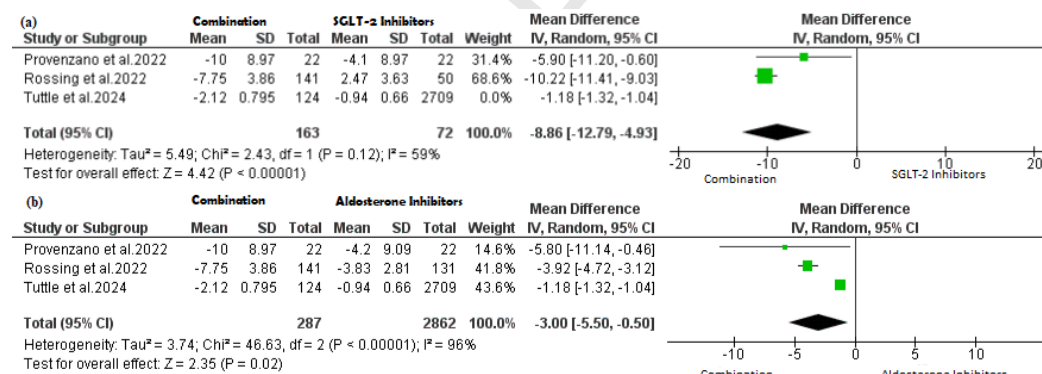 (a) Combination SGLT-2 Inhibitors Mean Difference Mean Difference
Study or Subgroup Mean SD Total Mean SD Total Weight IV, Random, 95% CI IV, Random, 95% CI
Provenzano et al.2022 -10 8.97 22 -4.1 8.97 22 31.4% -5.90 [-11.20, -0.60]
Rossing et al.2022 -7.75 3.86 141 2.47 3.63 50 68.6% -10.22 [-11.41, -9.03]
Tuttle et al.2024 -2.12 0.795 124 -0.94 0.66 2709 0.0% -1.18 [-1.32, -1.04]
Total (95% CI) 163 72 100.0% -8.86 [-12.79, -4.93]
Heterogeneity: Tau² = 5.49; Chi² = 2.43, df = 1 (P = 0.12); I² = 59%
Test for overall effect: Z = 4.42 (P < 0.00001)
-20 -10 0 10 20
Combination SGLT-2 Inhibitors
(b) Combination Aldosterone Inhibitors Mean Difference Mean Difference
Study or Subgroup Mean SD Total Mean SD Total Weight IV, Random, 95% CI IV, Random, 95% CI
Provenzano et al.2022 -10 8.97 22 -4.2 9.09 22 14.6% -5.80 [-11.14, -0.46]
Rossing et al.2022 -7.75 3.86 141 -3.83 2.81 131 41.8% -3.92 [-4.72, -3.12]
Tuttle et al.2024 -2.12 0.795 124 -0.94 0.66 2709 43.6% -1.18 [-1.32, -1.04]
Total (95% CI) 287 2862 100.0% -3.00 [-5.50, -0.50]
Heterogeneity: Tau² = 3.74; Chi² = 46.63, df = 2 (P < 0.00001); I² = 96%
Test for overall effect: Z = 2.35 (P = 0.02)
-10 -5 0 5 10
Combination Aldosterone Inhibitors